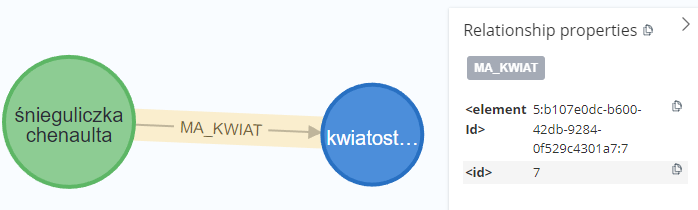 śnieguliczka
chenaulta
MA_KWIAT
kwiatost…
Relationship properties
MA_KWIAT
<element
Id>
5:b107e0dc-b600-
42db-9284-
0f529c4301a7:7
<id>
7